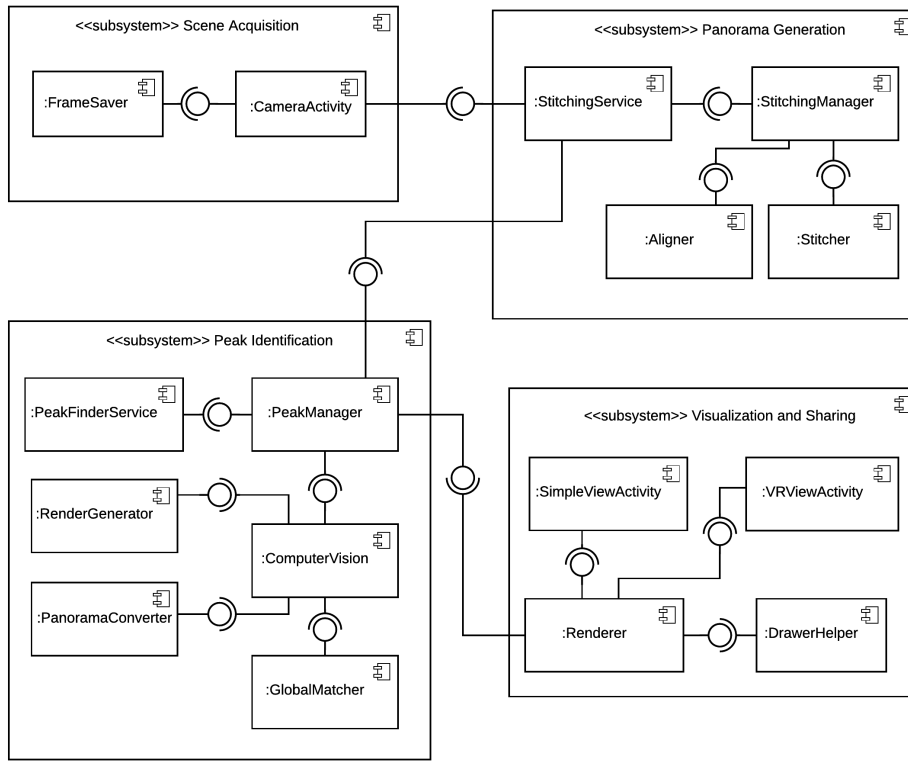 <<subsystem>> Scene Acquisition
:FrameSaver
:CameraActivity
<<subsystem>> Panorama Generation
:StitchingService
:StitchingManager
:Aligner
:Stitcher
<<subsystem>> Peak Identification
:PeakFinderService
:PeakManager
:RenderGenerator
:ComputerVision
:PanoramaConverter
:GlobalMatcher
<<subsystem>> Visualization and Sharing
:SimpleViewActivity
:VRViewActivity
:Renderer
:DrawerHelper